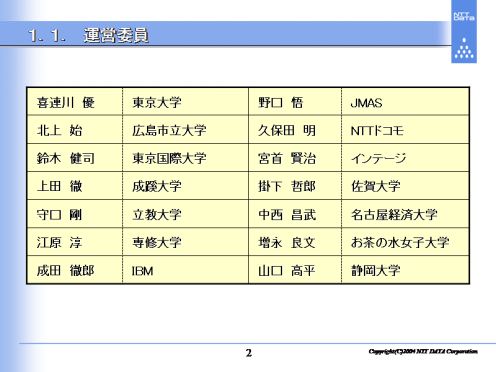 NTT
DATA
1．1．　運営委員
喜連川　優　東京大学　野口　悟　JMAS
北上　始　広島市立大学　久保田　明　NTTドコモ
鈴木　健司　東京国際大学　宮首　賢治　インテージ
上田　徹　成蹊大学　掛下　哲郎　佐賀大学
守口　剛　立教大学　中西　昌武　名古屋経済大学
江原　淳　専修大学　増永　良文　お茶の水女子大学
成田　徹郎　IBM　山口　高平　静岡大学
2
Copyright(C)2004 NTT DATA Corporation